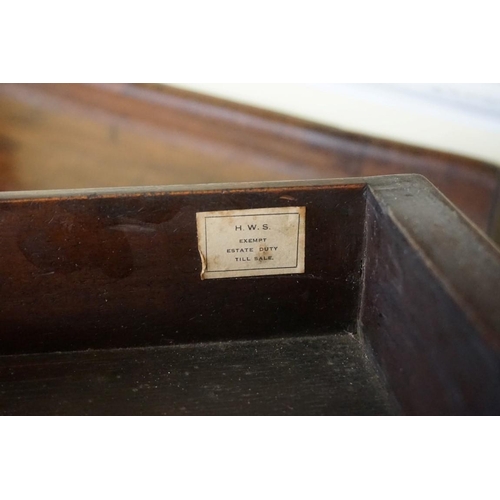 H. W. S.
EXEMPT
ESTATE DUTY
TILL SALE.